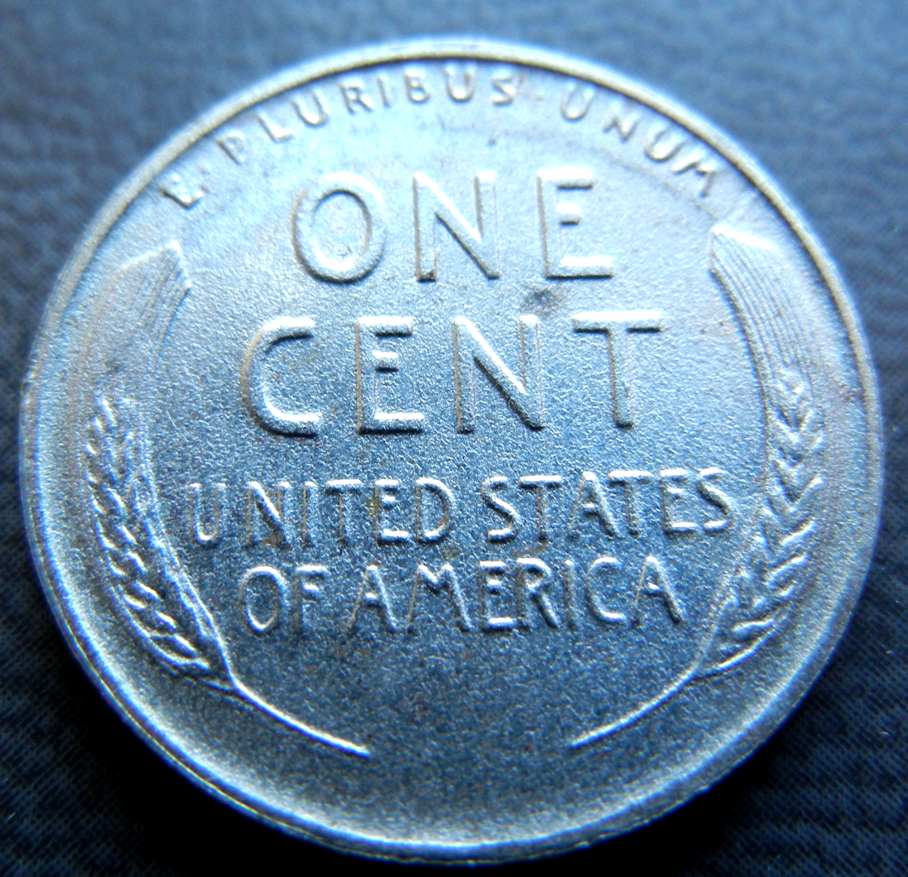 E · PLURIBUS · UNUM
ONE
CENT
UNITED STATES
OF AMERICA